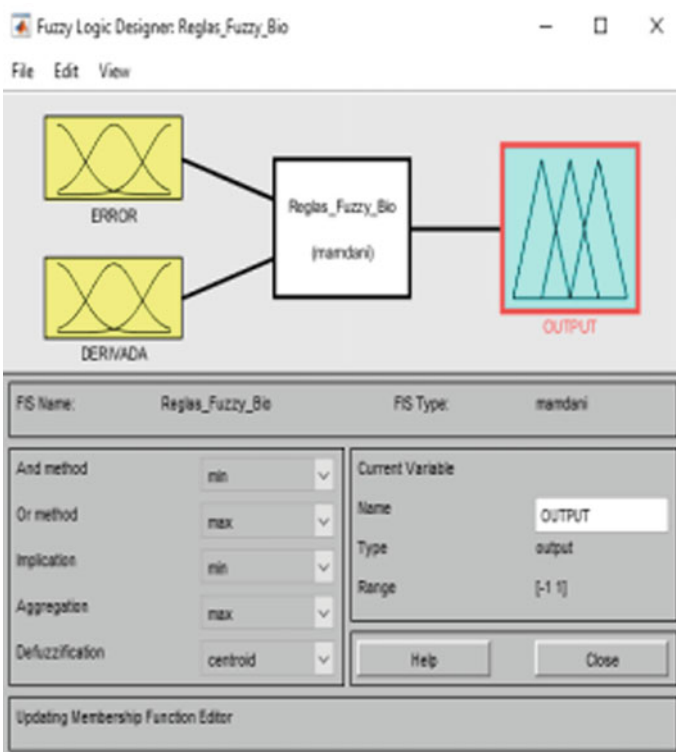 Fuzzy Logic Designer: Reglas_Fuzzy_Bio
File Edit View
ERROR
DERIVADA
Reglas_Fuzzy_Bio
(mamdani)
OUTPUT
FIS Name: Reglas_Fuzzy_Bio FIS Type: mamdani
And method min
Or method max
Implication min
Aggregation max
Defuzzification centroid
Current Variable
Name OUTPUT
Type output
Range [-1 1]
Help Close
Updating Membership Function Editor